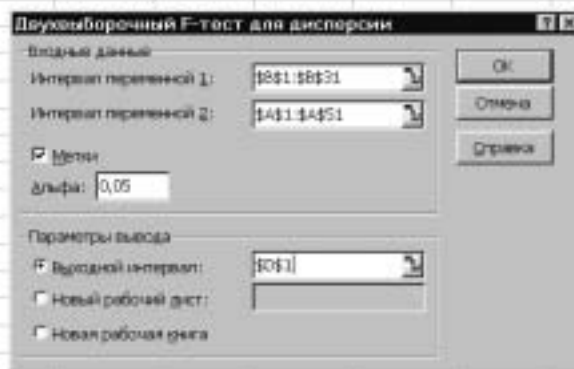 Двухвыборочный F-тест для дисперсии
Входные данные
Интервал переменной 1: $B$1:$B$31
Интервал переменной 2: $A$1:$A$51
Метки
Альфа: 0,05
OK
Отмена
Справка
Параметры вывода
Выходной интервал: $D$1
Новый рабочий лист:
Новая рабочая книга